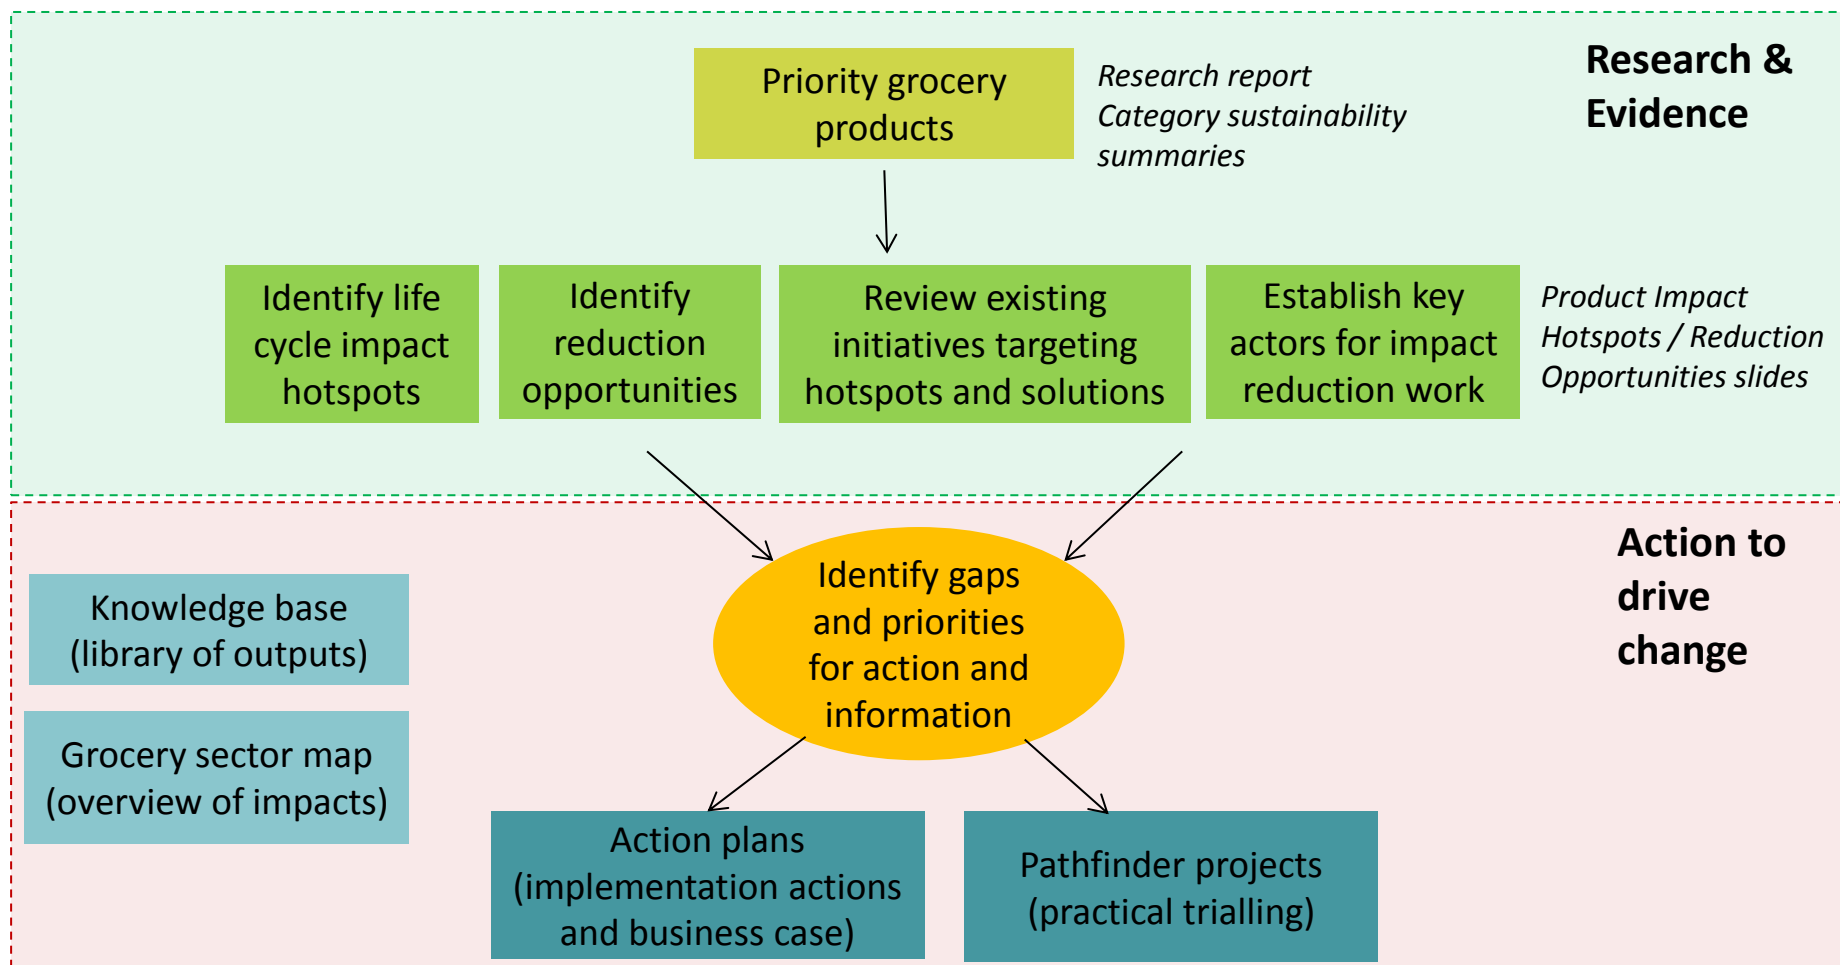 Research &
Evidence
Priority grocery
products
Research report
Category sustainability
summaries
Identify life
cycle impact
hotspots
Identify
reduction
opportunities
Review existing
initiatives targeting
hotspots and solutions
Establish key
actors for impact
reduction work
Product Impact
Hotspots / Reduction
Opportunities slides
Action to
drive
change
Identify gaps
and priorities
for action and
information
Knowledge base
(library of outputs)
Grocery sector map
(overview of impacts)
Action plans
(implementation actions
and business case)
Pathfinder projects
(practical trialling)